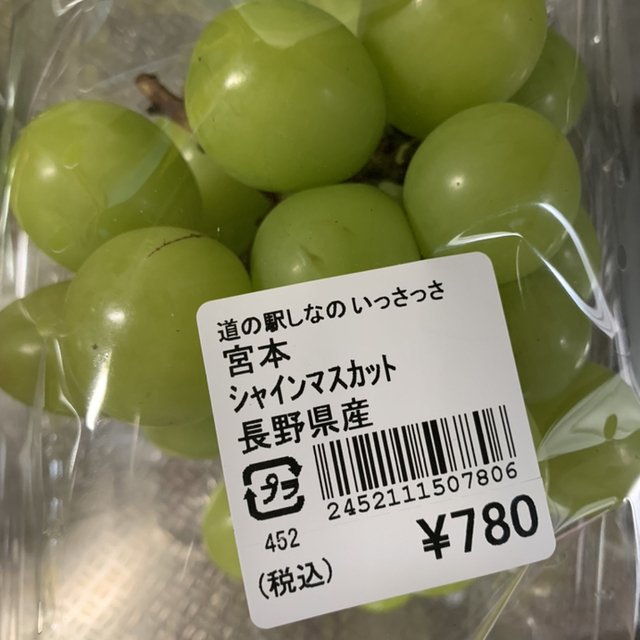 道の駅しなの いっさっさ
宮本
シャインマスカット
長野県産
プラ
2452111507806
452
¥780
(税込)